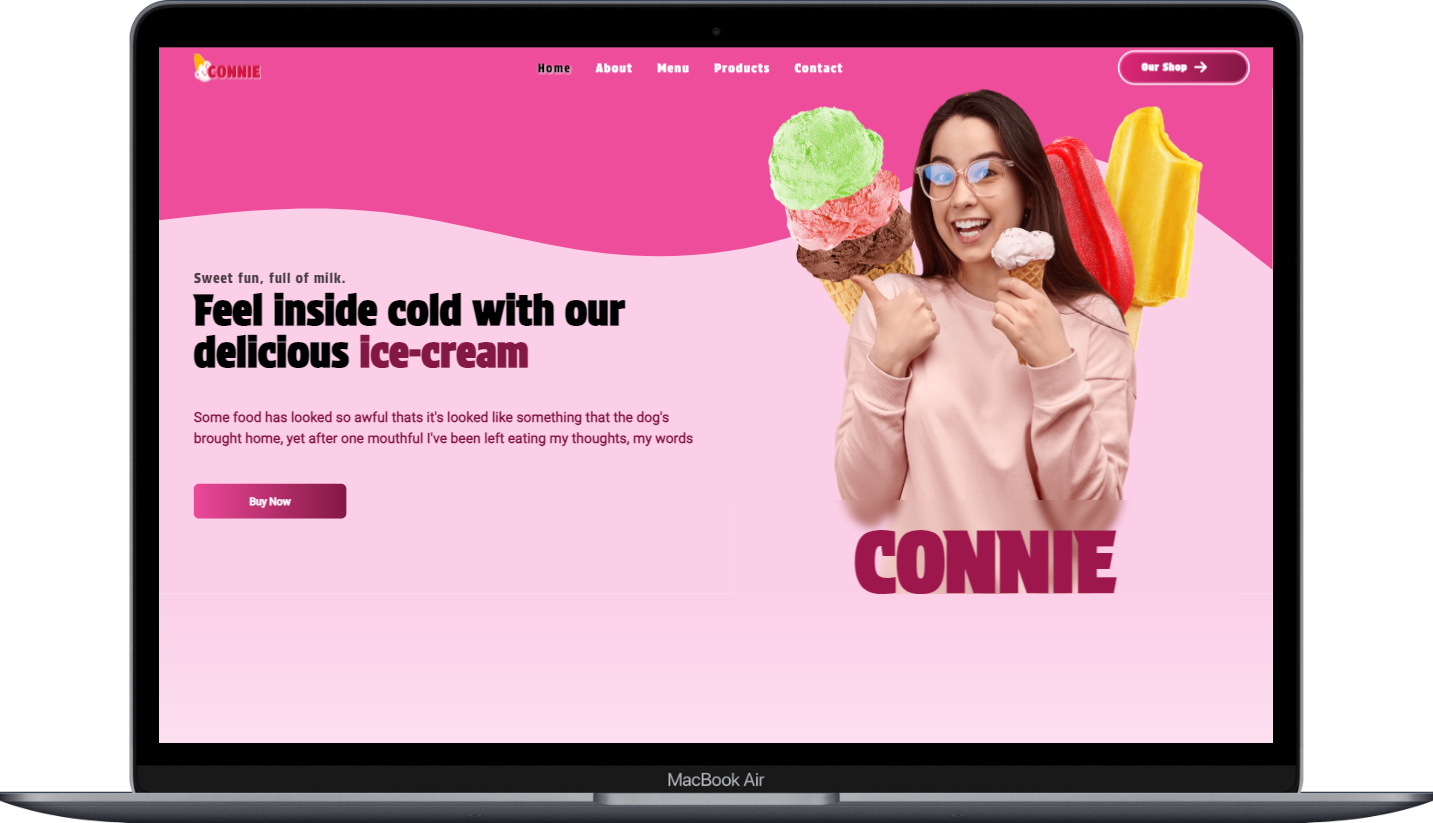 CONNIE
Home About Menu Products Contact
Our Shop
Sweet fun, full of milk.
Feel inside cold with our
delicious ice-cream
Some food has looked so awful thats it's looked like something that the dog's
brought home, yet after one mouthful I've been left eating my thoughts, my words
Buy Now
CONNIE
MacBook Air